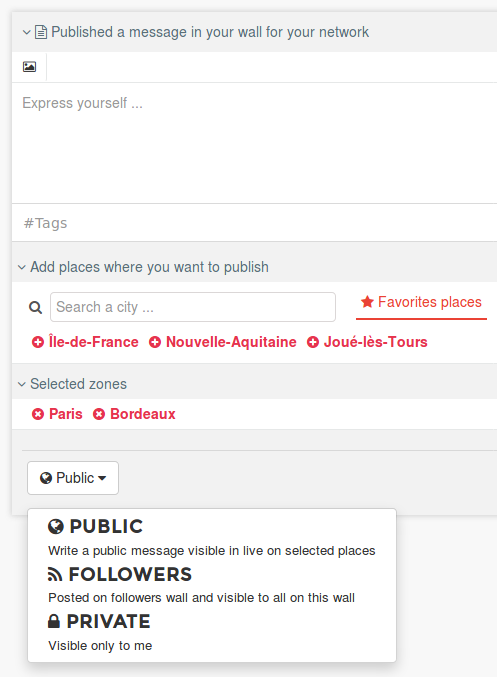 Published a message in your wall for your network
Express yourself ...
#Tags
Add places where you want to publish
Search a city ... Favorites places
Île-de-France Nouvelle-Aquitaine Joué-lès-Tours
Selected zones
Paris Bordeaux
Public
PUBLIC
Write a public message visible in live on selected places
FOLLOWERS
Posted on followers wall and visible to all on this wall
PRIVATE
Visible only to me